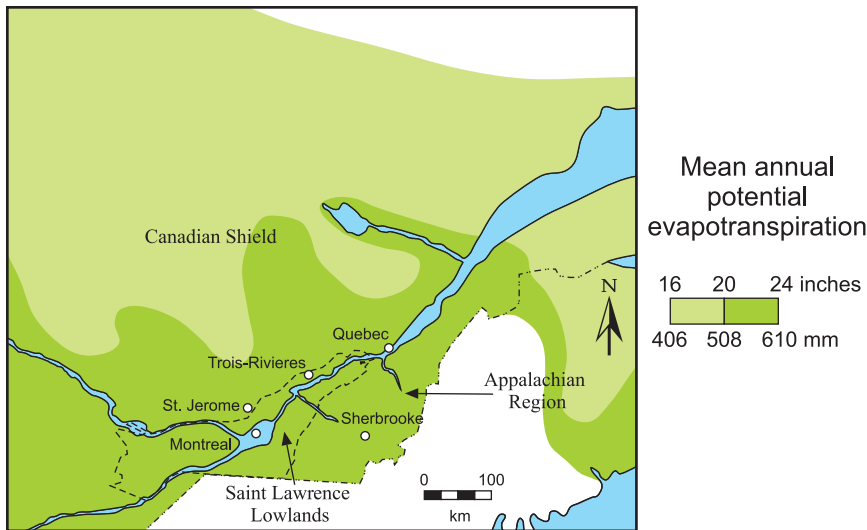 Canadian Shield
Quebec
Trois-Rivieres
St. Jerome
Montreal
Sherbrooke
Appalachian
Region
Saint Lawrence
Lowlands
N
0 100
km
Mean annual
potential
evapotranspiration
16 20 24 inches
406 508 610 mm